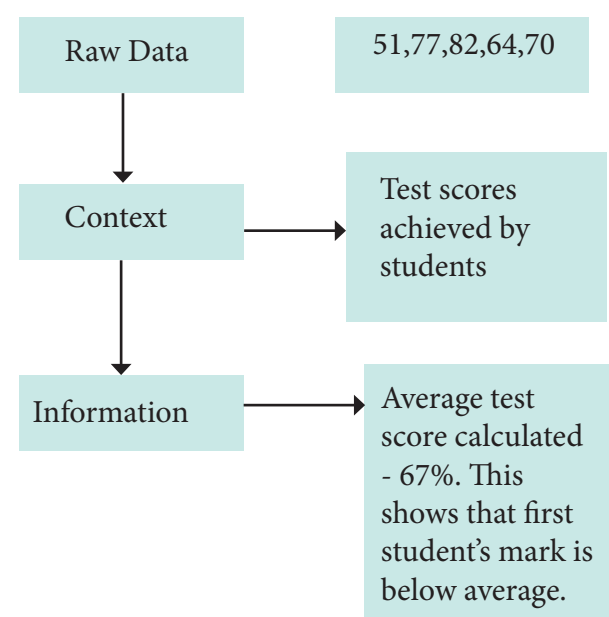 Raw Data
51,77,82,64,70
Context
Test scores
achieved by
students
Information
Average test
score calculated
- 67%. This
shows that first
student's mark is
below average.